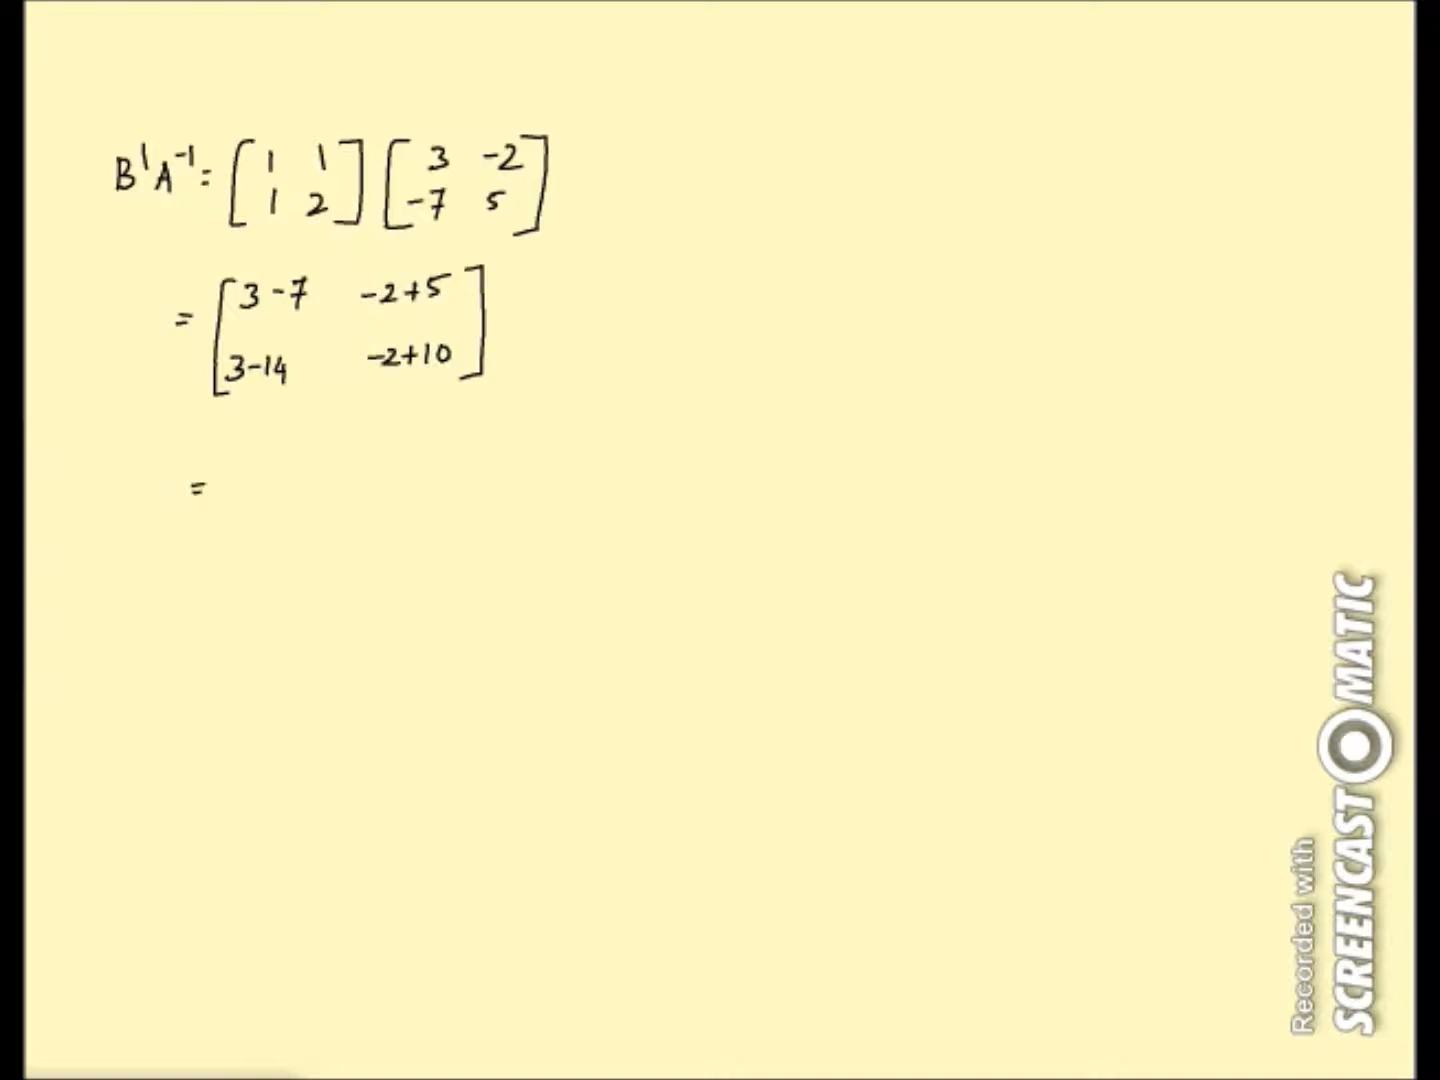 B'A⁻¹ = [1 1] [3 -2]
[1 2] [-7 5]
= [3-7 -2+5]
[3-14 -2+10]
=
Recorded with
SCREENCAST MATIC